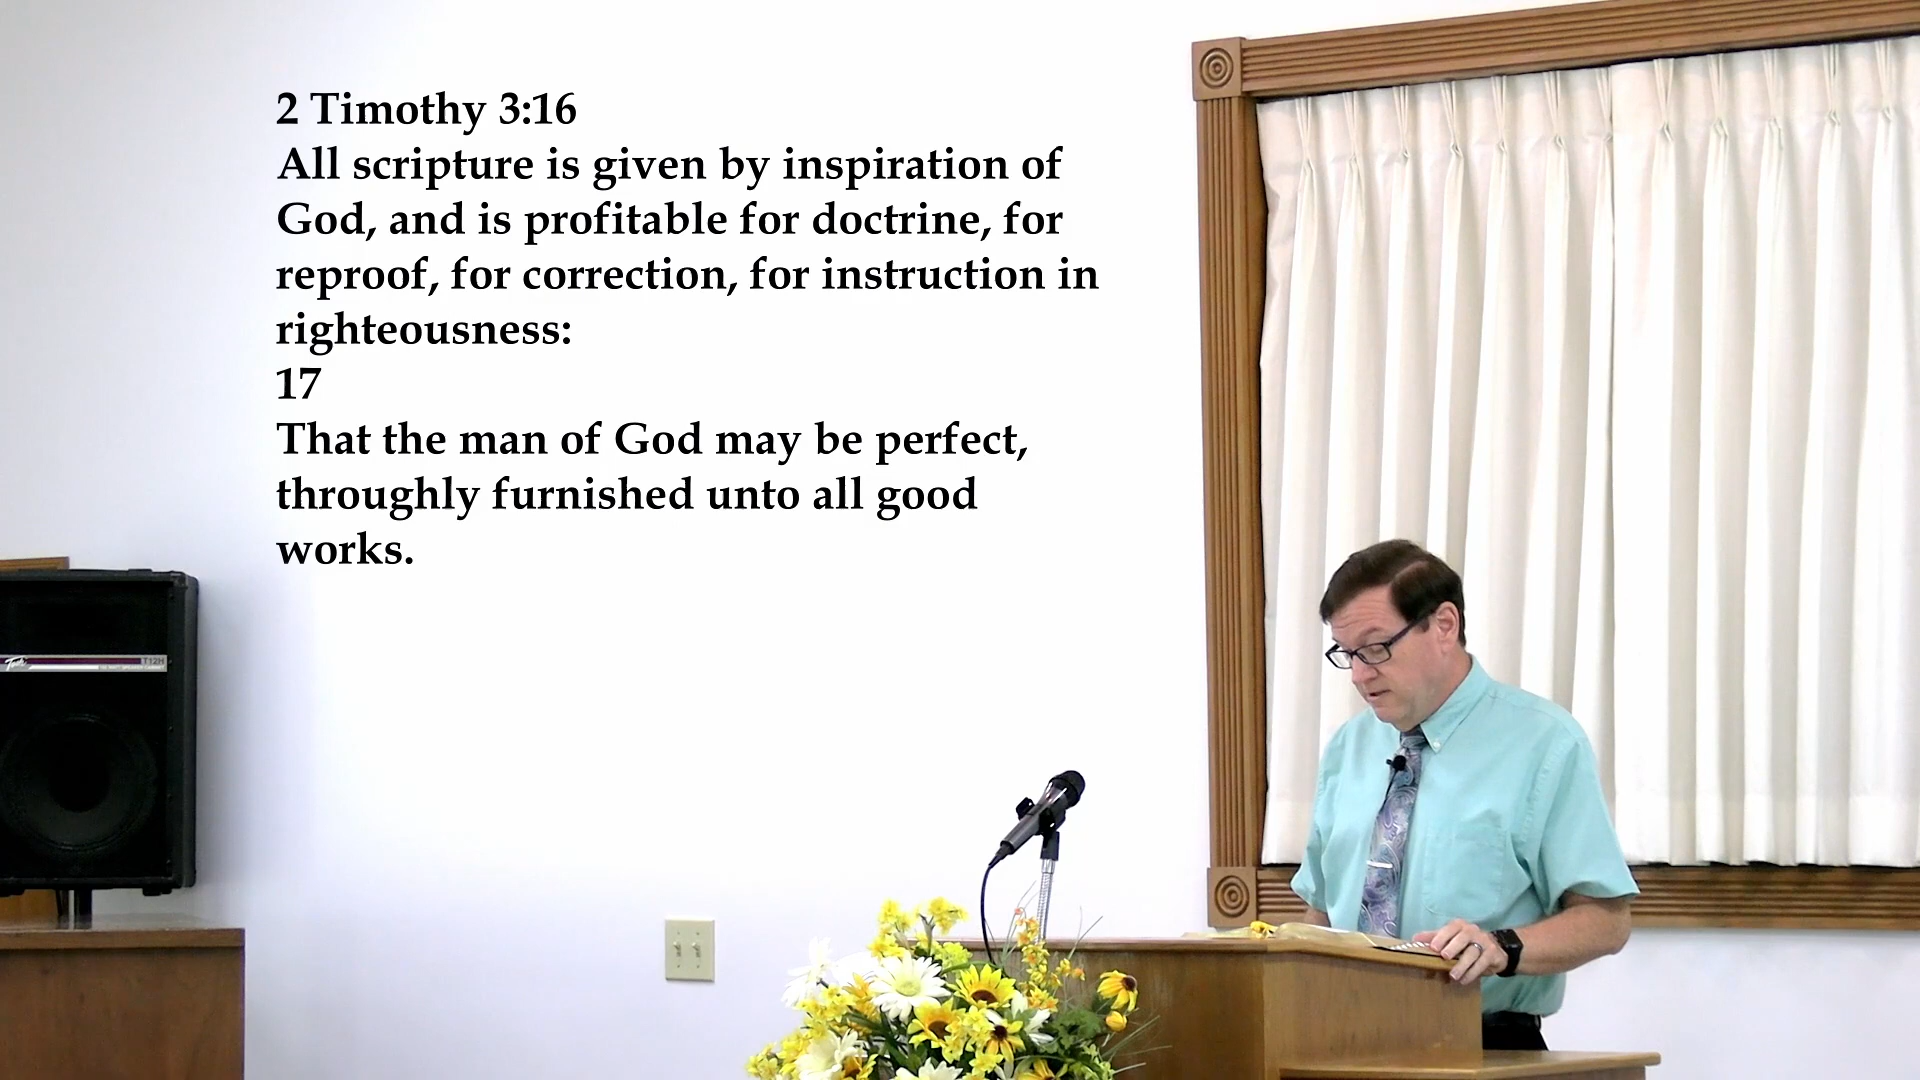 2 Timothy 3:16
All scripture is given by inspiration of
God, and is profitable for doctrine, for
reproof, for correction, for instruction in
righteousness:
17
That the man of God may be perfect,
throughly furnished unto all good
works.
T12H